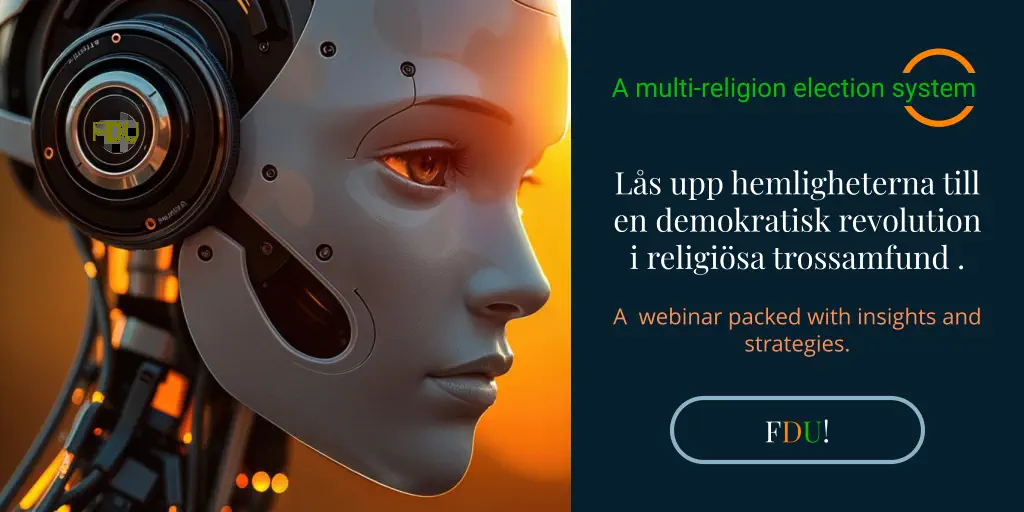 FDU
A multi-religion election system
Lås upp hemligheterna till
en demokratisk revolution
i religiösa trossamfund .
A webinar packed with insights and
strategies.
FDU!